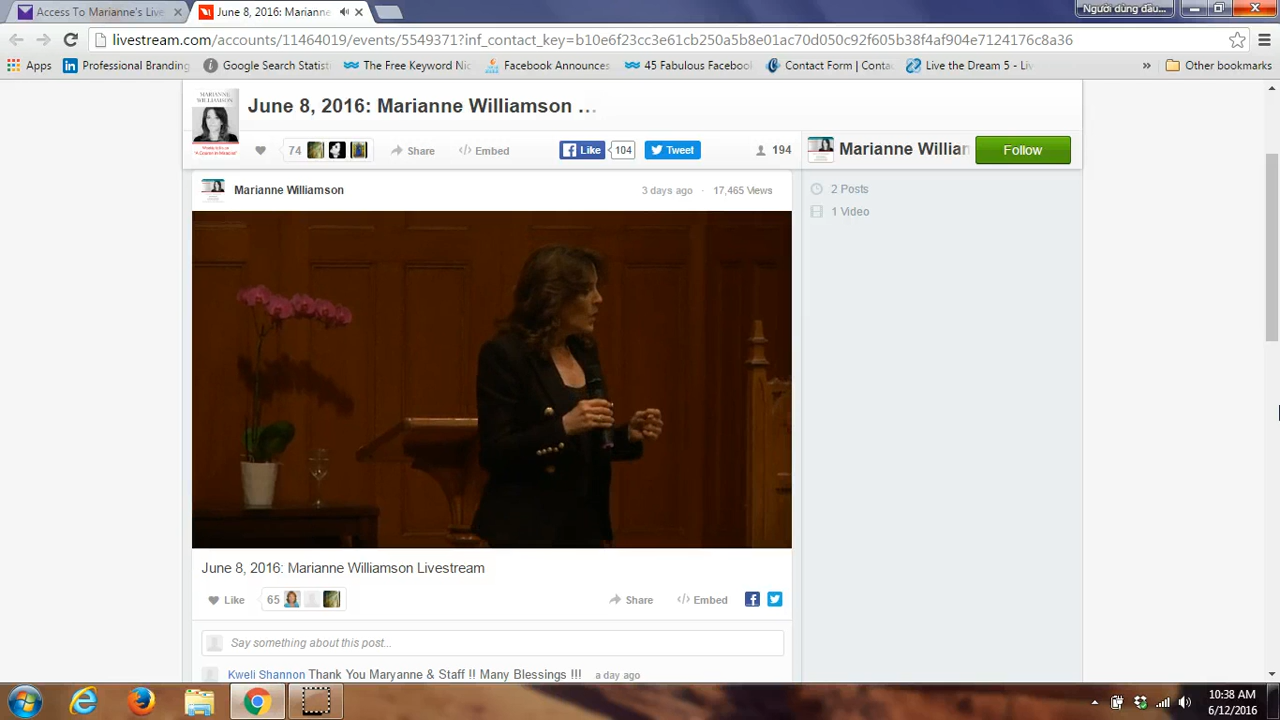 Access To Marianne's Live
June 8, 2016: Marianne
Người dùng đầu...
livestream.com/accounts/11464019/events/5549371?inf_contact_key=b10e6f23cc3e61cb250a5b8e01ac70d050c92f605b38f4af904e7124176c8a36
Apps
Professional Branding
Google Search Statist
The Free Keyword Nic
Facebook Announces
45 Fabulous Facebook
Contact Form | Conta
Live the Dream 5 - Liv
»
Other bookmarks
MARIANNE
WILLIAMSON
June 8, 2016: Marianne Williamson ...
74
Share
Embed
Like
104
Tweet
194
Marianne Willian
Follow
Marianne Williamson
3 days ago · 17,465 Views
2 Posts
1 Video
June 8, 2016: Marianne Williamson Livestream
Like
65
Share
Embed
Say something about this post...
Kweli Shannon Thank You Maryanne & Staff !! Many Blessings !!! a day ago
10:38 AM
6/12/2016